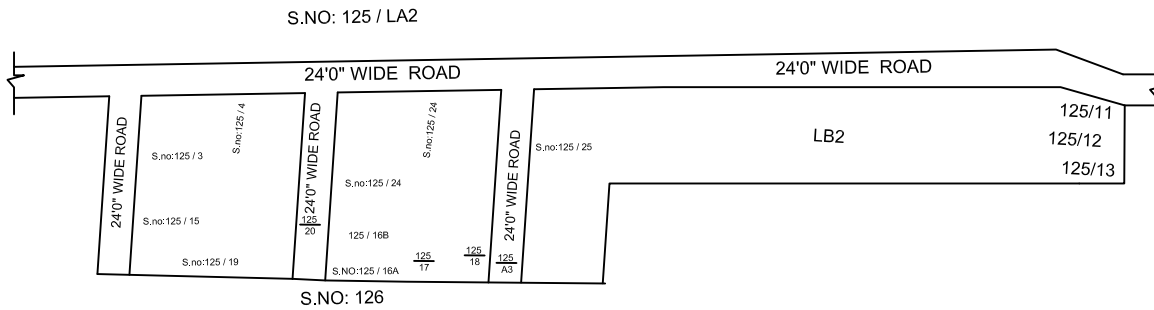 S.NO: 125 / LA2
24'0" WIDE ROAD
24'0" WIDE ROAD
24'0" WIDE ROAD
S.no:125 / 3
S.no:125 / 4
S.no:125 / 15
S.no:125 / 19
24'0" WIDE ROAD
125
20
S.no:125 / 24
S.no:125 / 24
125 / 16B
S.NO:125 / 16A
125
17
125
18
24'0" WIDE ROAD
125
A3
S.no:125 / 25
LB2
125/11
125/12
125/13
S.NO: 126